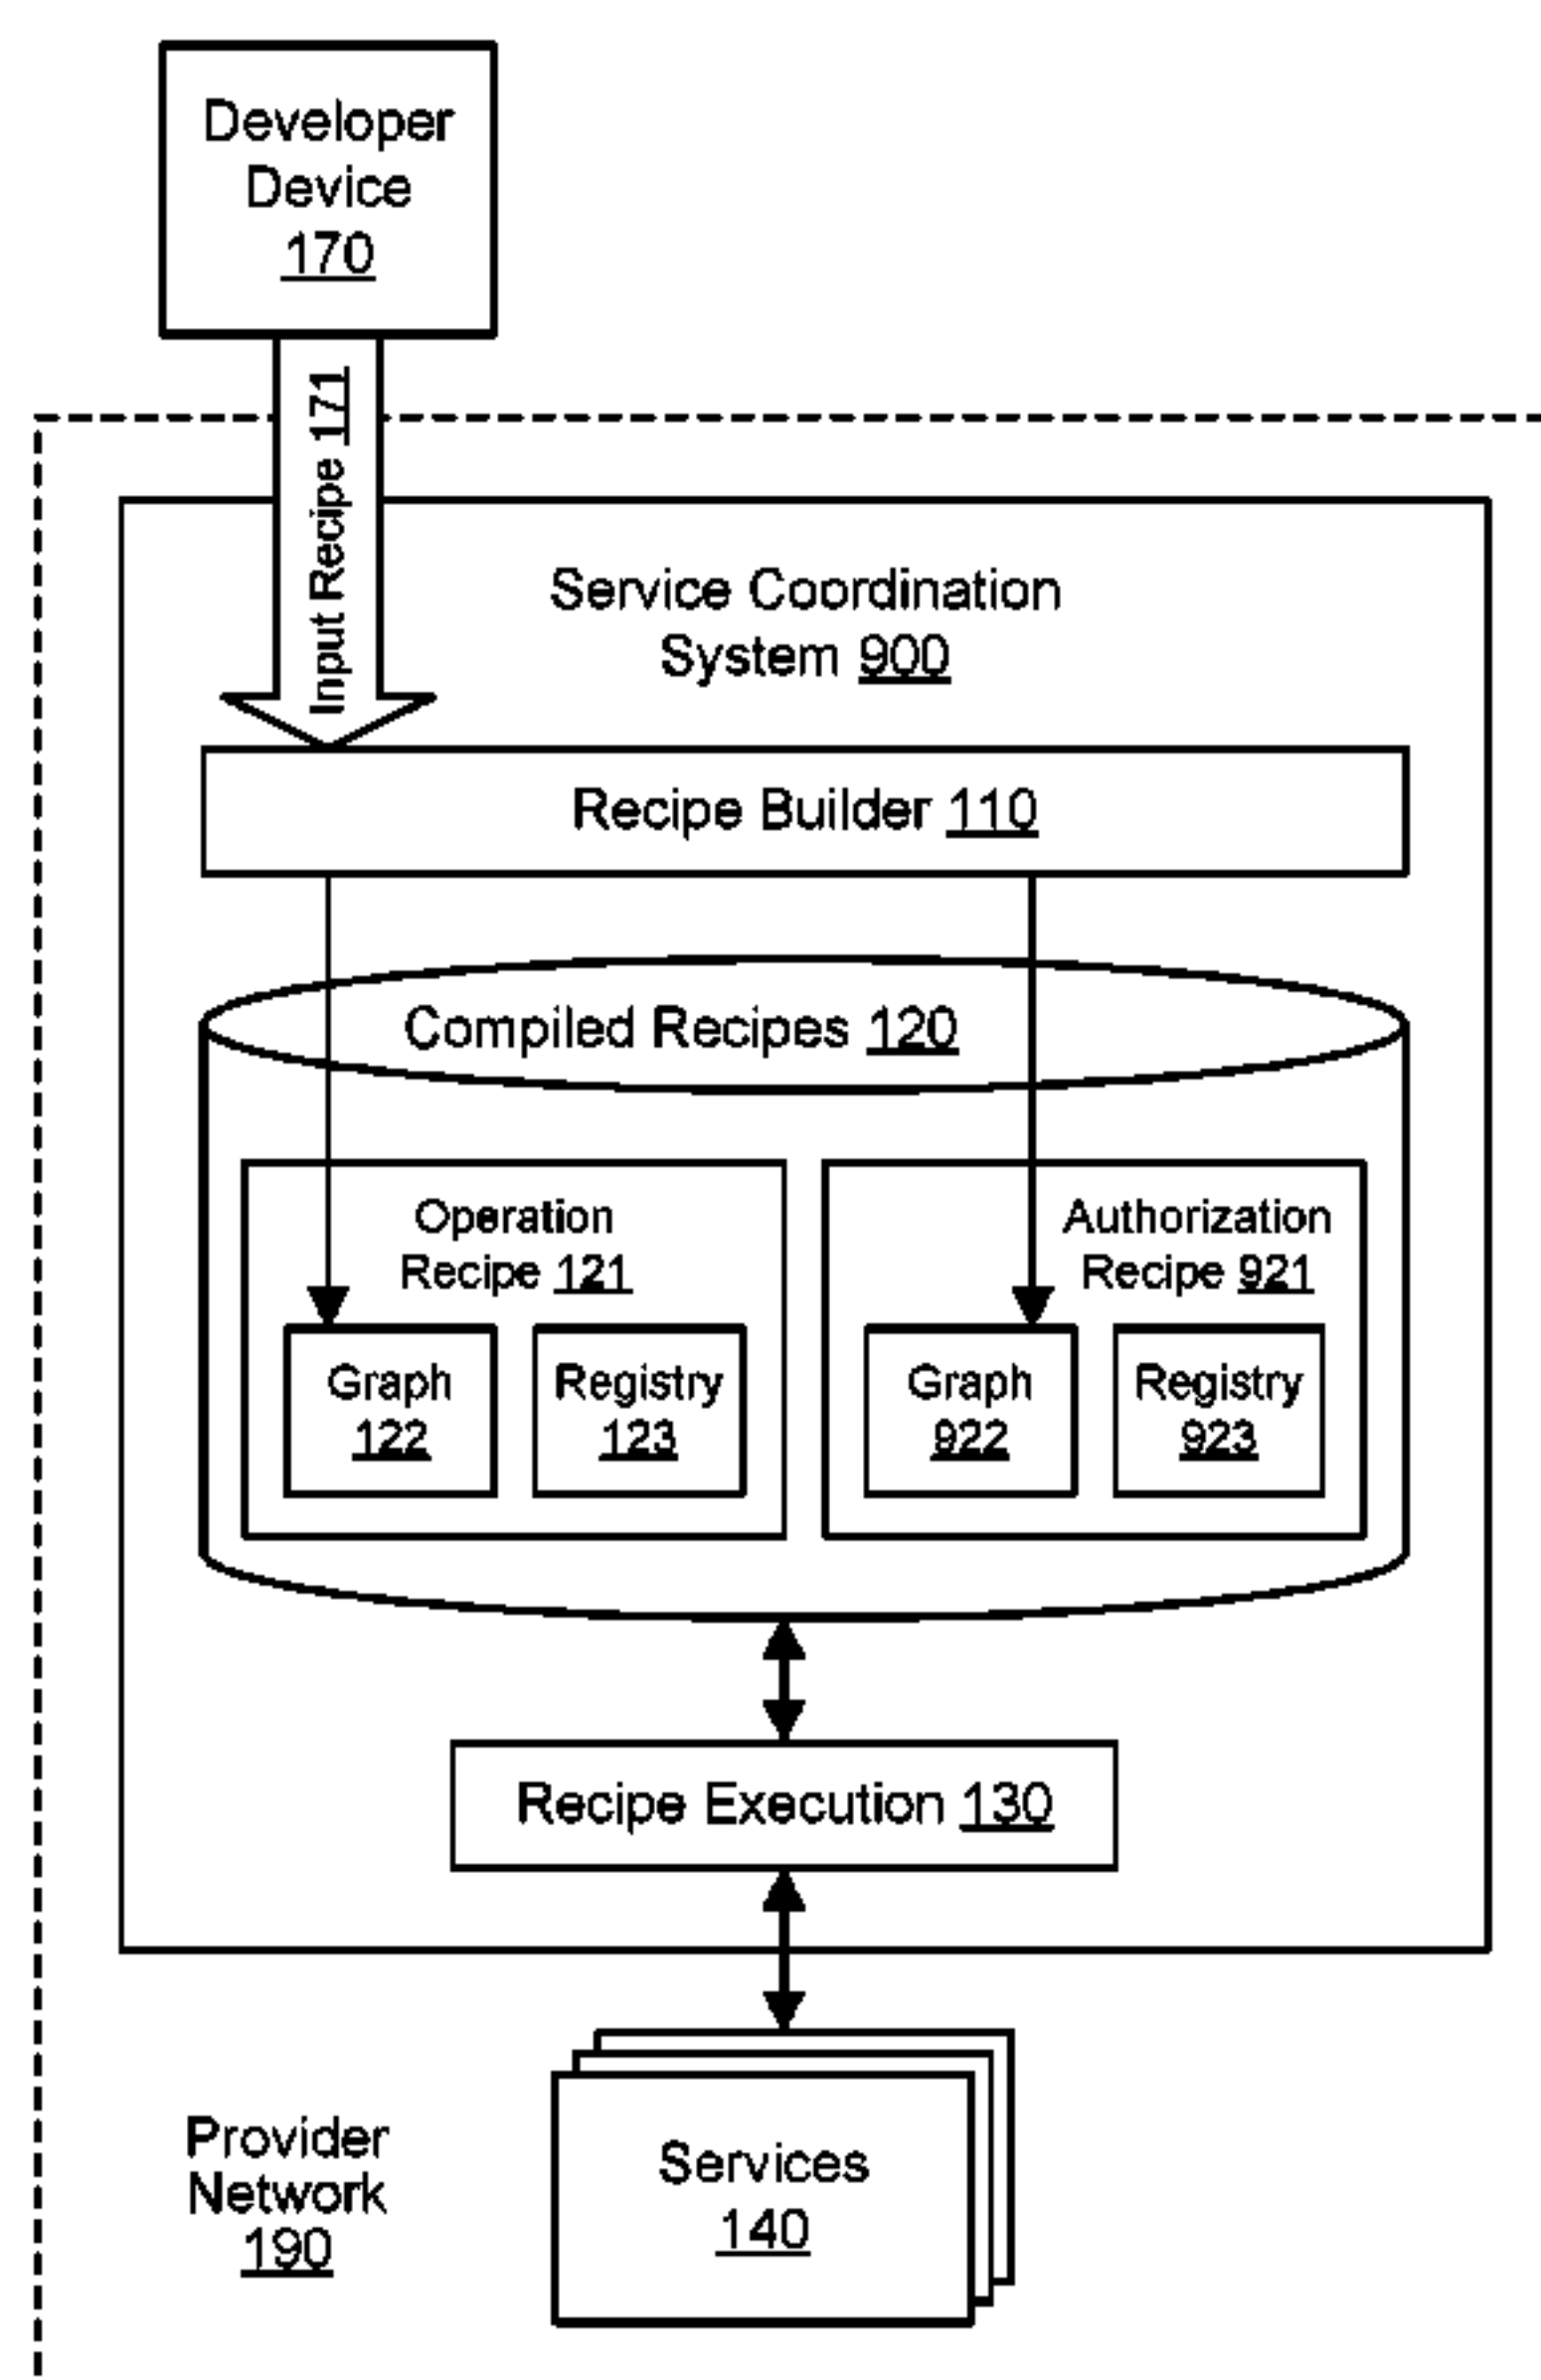 Developer
Device
170
Input Recipe 171
Service Coordination
System 900
Recipe Builder 110
Compiled Recipes 120
Operation
Recipe 121
Graph
122
Registry
123
Authorization
Recipe 921
Graph
922
Registry
923
Recipe Execution 130
Services
140
Provider
Network
190